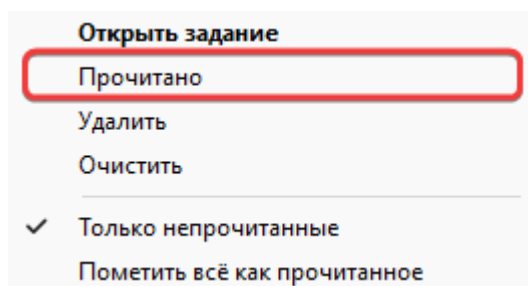 Открыть задание
Прочитано
Удалить
Очистить
Только непрочитанные
Пометить всё как прочитанное